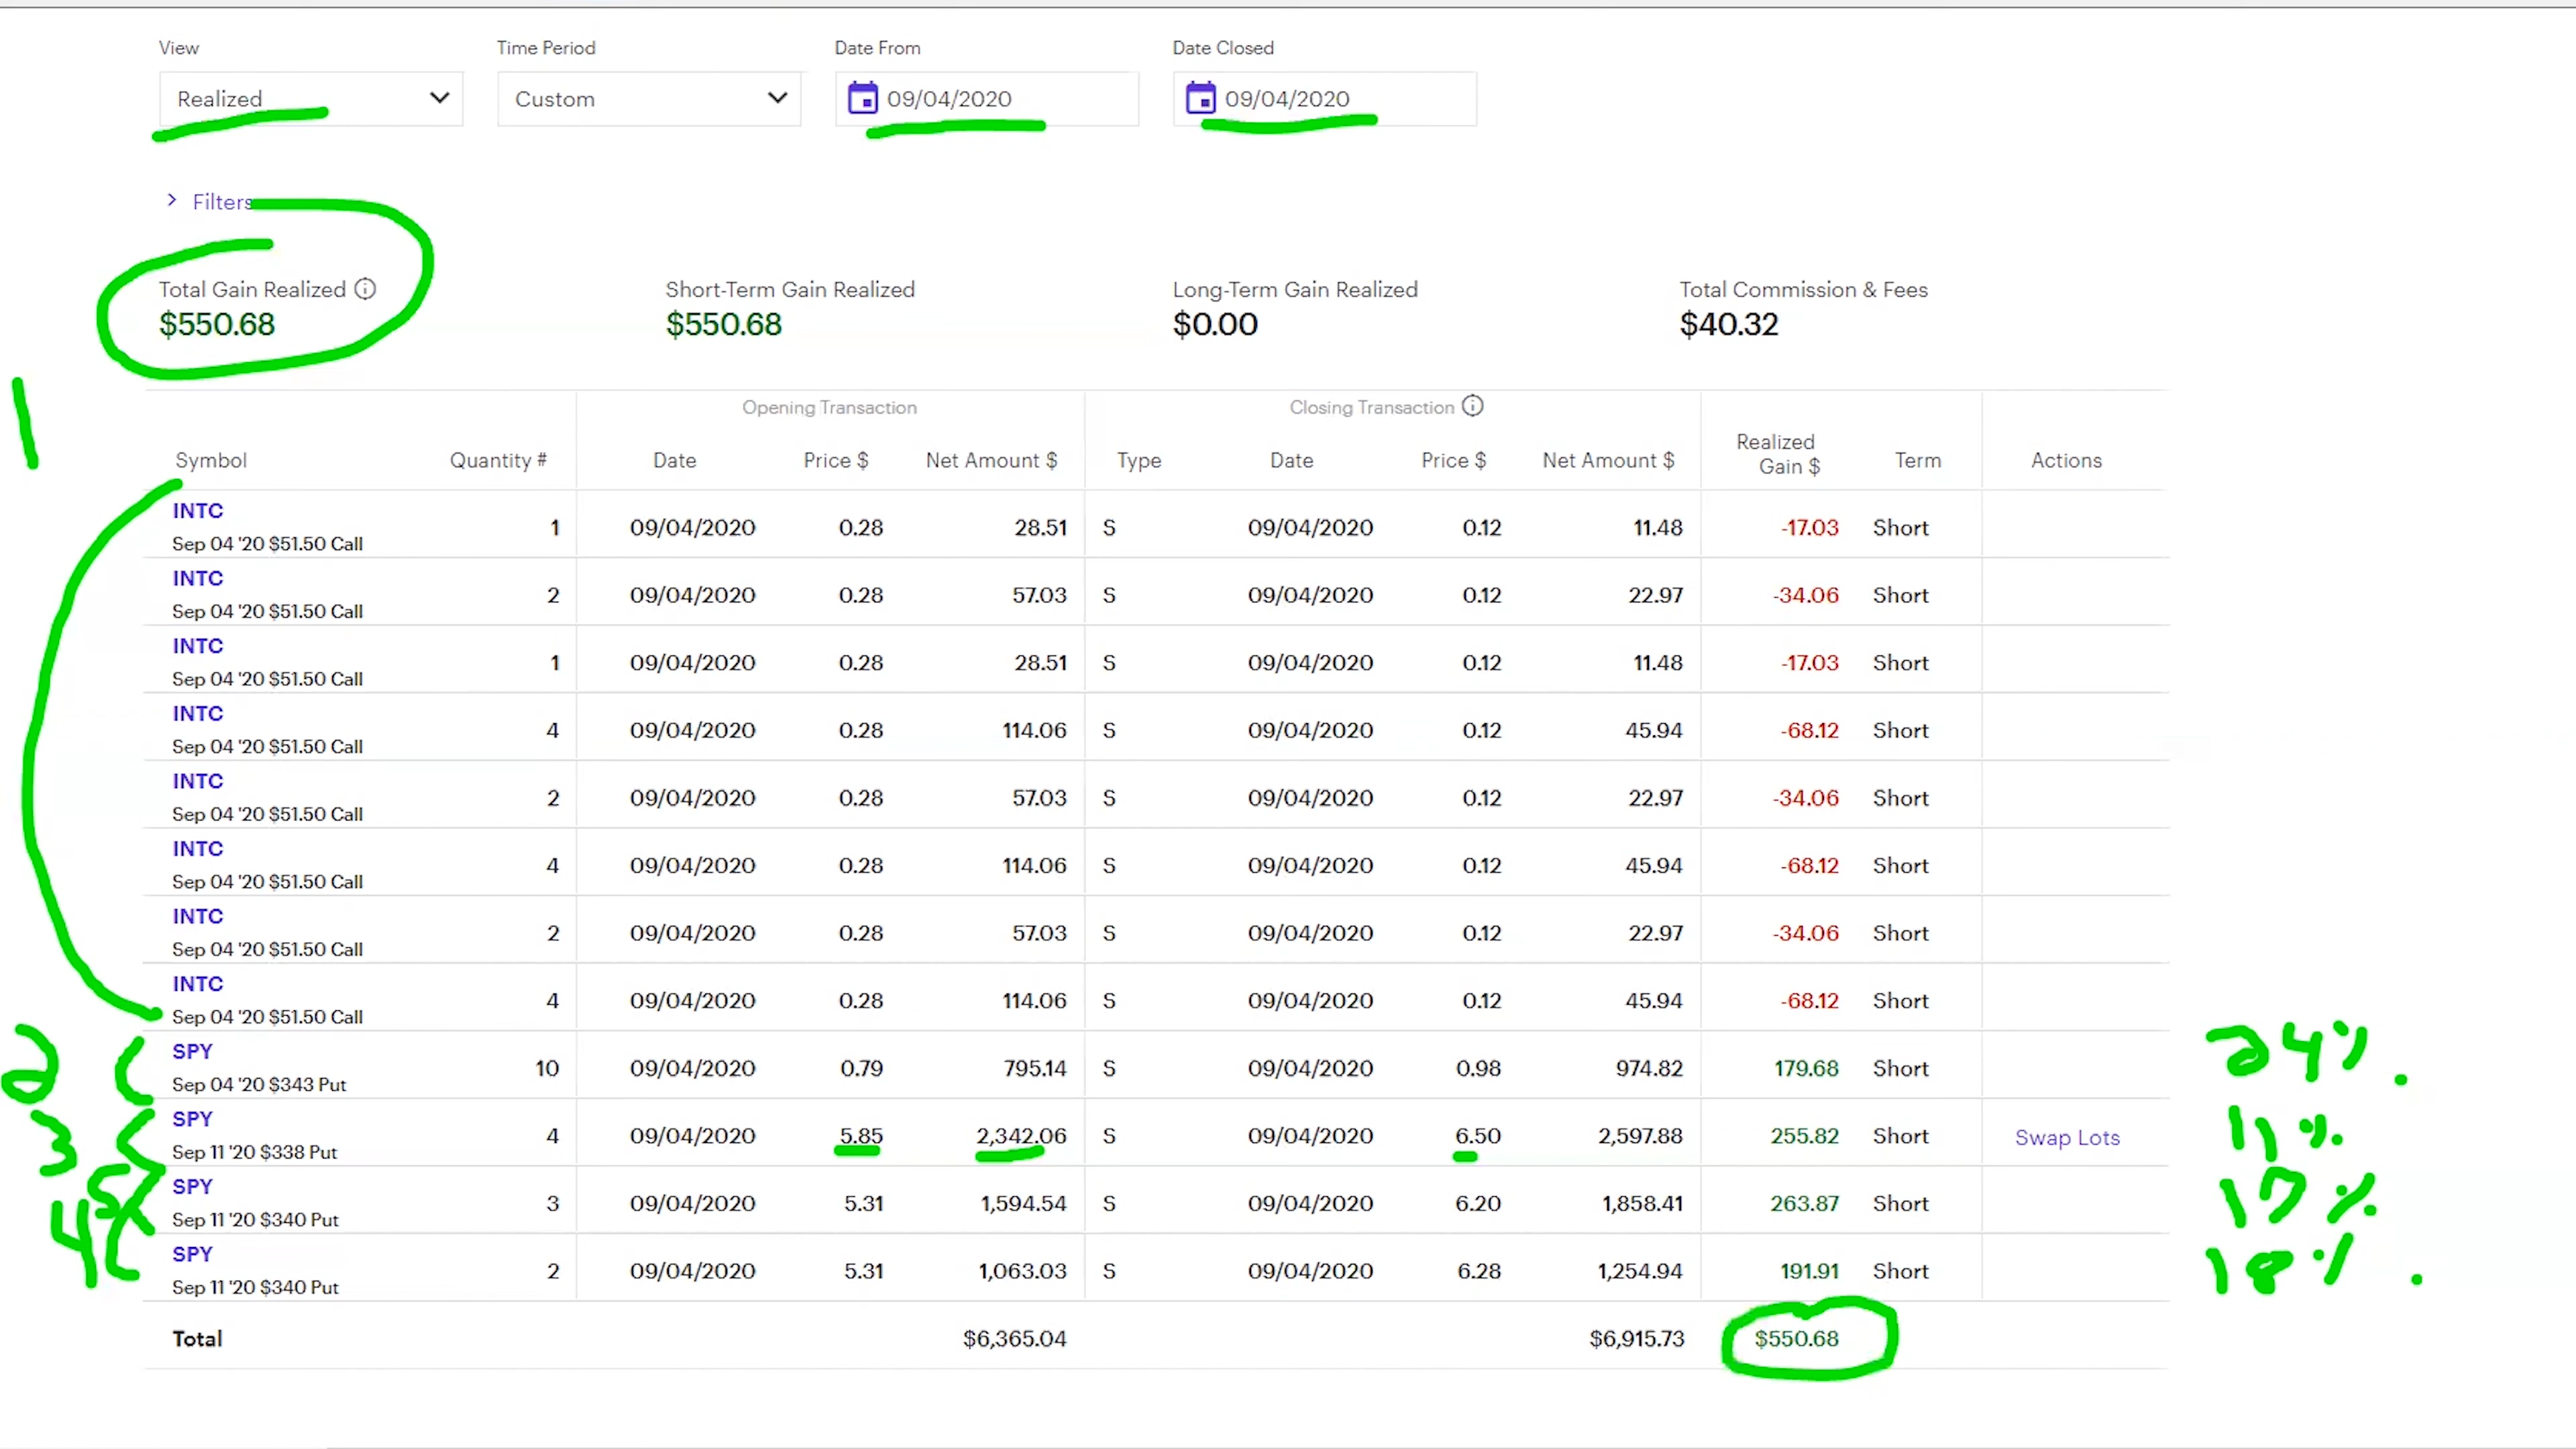 View Time Period Date From Date Closed
Realized Custom 09/04/2020 09/04/2020
Filters
Total Gain Realized Short-Term Gain Realized Long-Term Gain Realized Total Commission & Fees
$550.68 $550.68 $0.00 $40.32
1
Opening Transaction Closing Transaction
Symbol Quantity # Date Price $ Net Amount $ Type Date Price $ Net Amount $ Realized Gain $ Term Actions
INTC
Sep 04 '20 $51.50 Call 1 09/04/2020 0.28 28.51 S 09/04/2020 0.12 11.48 -17.03 Short
INTC
Sep 04 '20 $51.50 Call 2 09/04/2020 0.28 57.03 S 09/04/2020 0.12 22.97 -34.06 Short
INTC
Sep 04 '20 $51.50 Call 1 09/04/2020 0.28 28.51 S 09/04/2020 0.12 11.48 -17.03 Short
INTC
Sep 04 '20 $51.50 Call 4 09/04/2020 0.28 114.06 S 09/04/2020 0.12 45.94 -68.12 Short
INTC
Sep 04 '20 $51.50 Call 2 09/04/2020 0.28 57.03 S 09/04/2020 0.12 22.97 -34.06 Short
INTC
Sep 04 '20 $51.50 Call 4 09/04/2020 0.28 114.06 S 09/04/2020 0.12 45.94 -68.12 Short
INTC
Sep 04 '20 $51.50 Call 2 09/04/2020 0.28 57.03 S 09/04/2020 0.12 22.97 -34.06 Short
INTC
Sep 04 '20 $51.50 Call 4 09/04/2020 0.28 114.06 S 09/04/2020 0.12 45.94 -68.12 Short
2 SPY
Sep 04 '20 $343 Put 10 09/04/2020 0.79 795.14 S 09/04/2020 0.98 974.82 179.68 Short 24%
3 SPY
Sep 11 '20 $338 Put 4 09/04/2020 5.85 2,342.06 S 09/04/2020 6.50 2,597.88 255.82 Short Swap Lots 11%
5 SPY
Sep 11 '20 $340 Put 3 09/04/2020 5.31 1,594.54 S 09/04/2020 6.20 1,858.41 263.87 Short 17%
4 SPY
Sep 11 '20 $340 Put 2 09/04/2020 5.31 1,063.03 S 09/04/2020 6.28 1,254.94 191.91 Short 18%
Total $6,365.04 $6,915.73 $550.68